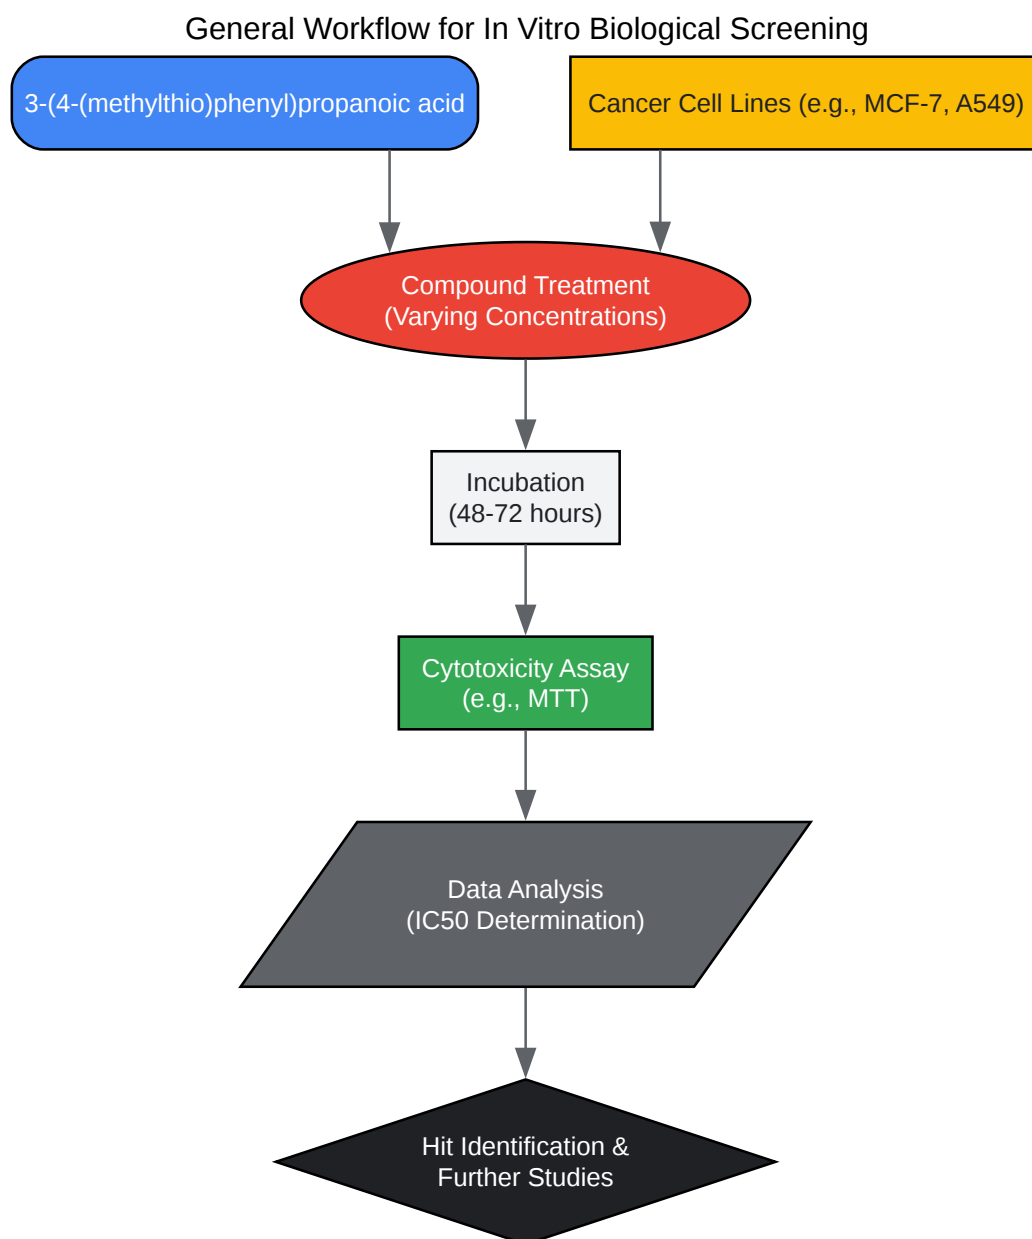 General Workflow for In Vitro Biological Screening
3-(4-(methylthio)phenyl)propanoic acid
Cancer Cell Lines (e.g., MCF-7, A549)
Compound Treatment
(Varying Concentrations)
Incubation
(48-72 hours)
Cytotoxicity Assay
(e.g., MTT)
Data Analysis
(IC50 Determination)
Hit Identification &
Further Studies